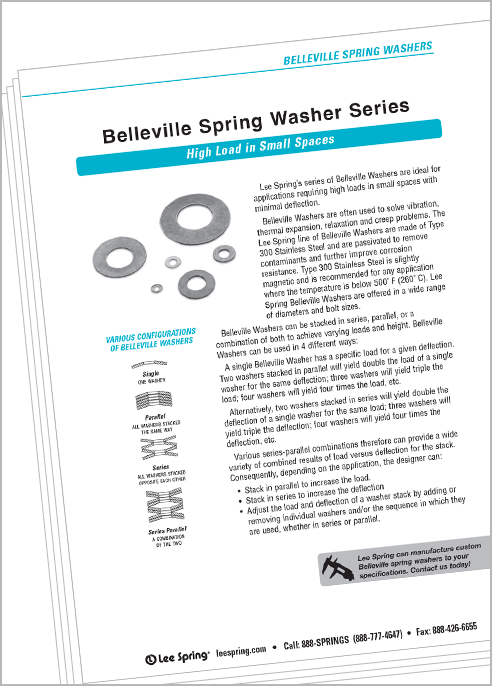 BELLEVILLE SPRING WASHERS
Belleville Spring Washer Series
High Load in Small Spaces
Lee Spring's series of Belleville Washers are ideal for
applications requiring high loads in small spaces with
minimal deflection.
Belleville Washers are often used to solve vibration,
thermal expansion, relaxation and creep problems. The
Lee Spring line of Belleville Washers are made of Type
300 Stainless Steel and are passivated to remove
contaminants and further improve corrosion
resistance. Type 300 Stainless Steel is slightly
magnetic and is recommended for any application
where the temperature is below 500° F (260° C). Lee
Spring Belleville Washers are offered in a wide range
of diameters and bolt sizes.
VARIOUS CONFIGURATIONS
OF BELLEVILLE WASHERS
Single
ONE WASHER
Parallel
ALL WASHERS STACKED
THE SAME WAY
Series
ALL WASHERS STACKED
OPPOSITE EACH OTHER
Series Parallel
A COMBINATION
OF THE TWO
Belleville Washers can be stacked in series, parallel, or a
combination of both to achieve varying loads and height. Belleville
Washers can be used in 4 different ways:
A single Belleville Washer has a specific load for a given deflection.
Two washers stacked in parallel will yield double the load of a single
washer for the same deflection; three washers will yield triple the
load; four washers will yield four times the load, etc.
Alternatively, two washers stacked in series will yield double the
deflection of a single washer for the same load; three washers will
yield triple the deflection; four washers will yield four times the
deflection, etc.
Various series-parallel combinations therefore can provide a wide
variety of combined results of load versus deflection for the stack.
Consequently, depending on the application, the designer can:
• Stack in parallel to increase the load.
• Stack in series to increase the deflection
• Adjust the load and deflection of a washer stack by adding or
removing individual washers and/or the sequence in which they
are used, whether in series or parallel.
Lee Spring can manufacture custom
Belleville spring washers to your
specifications. Contact us today!
Lee Spring® leespring.com • Call: 888-SPRINGS (888-777-4647) • Fax: 888-426-6655